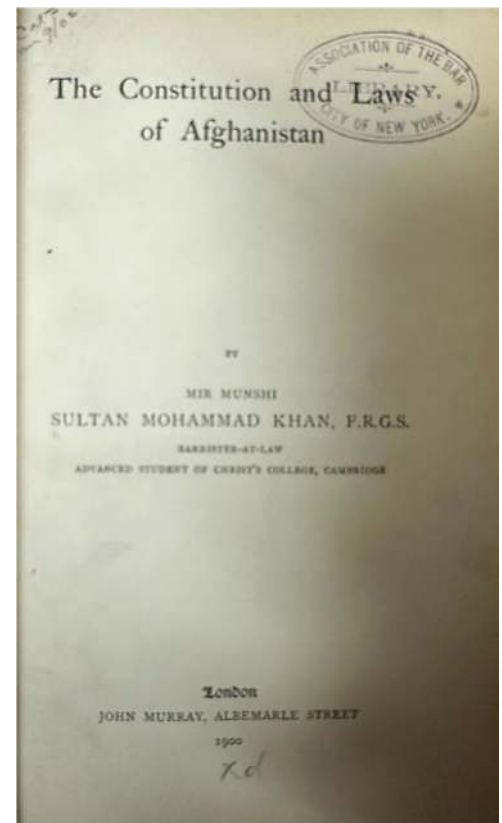 ASSOCIATION OF THE BAR
LIBRARY.
CITY OF NEW YORK.
The Constitution and Laws
of Afghanistan
BY
MIR MUNSHI
SULTAN MOHAMMAD KHAN, F.R.G.S.
BARRISTER-AT-LAW
ADVANCED STUDENT OF CHRIST'S COLLEGE, CAMBRIDGE
London
JOHN MURRAY, ALBEMARLE STREET
1900